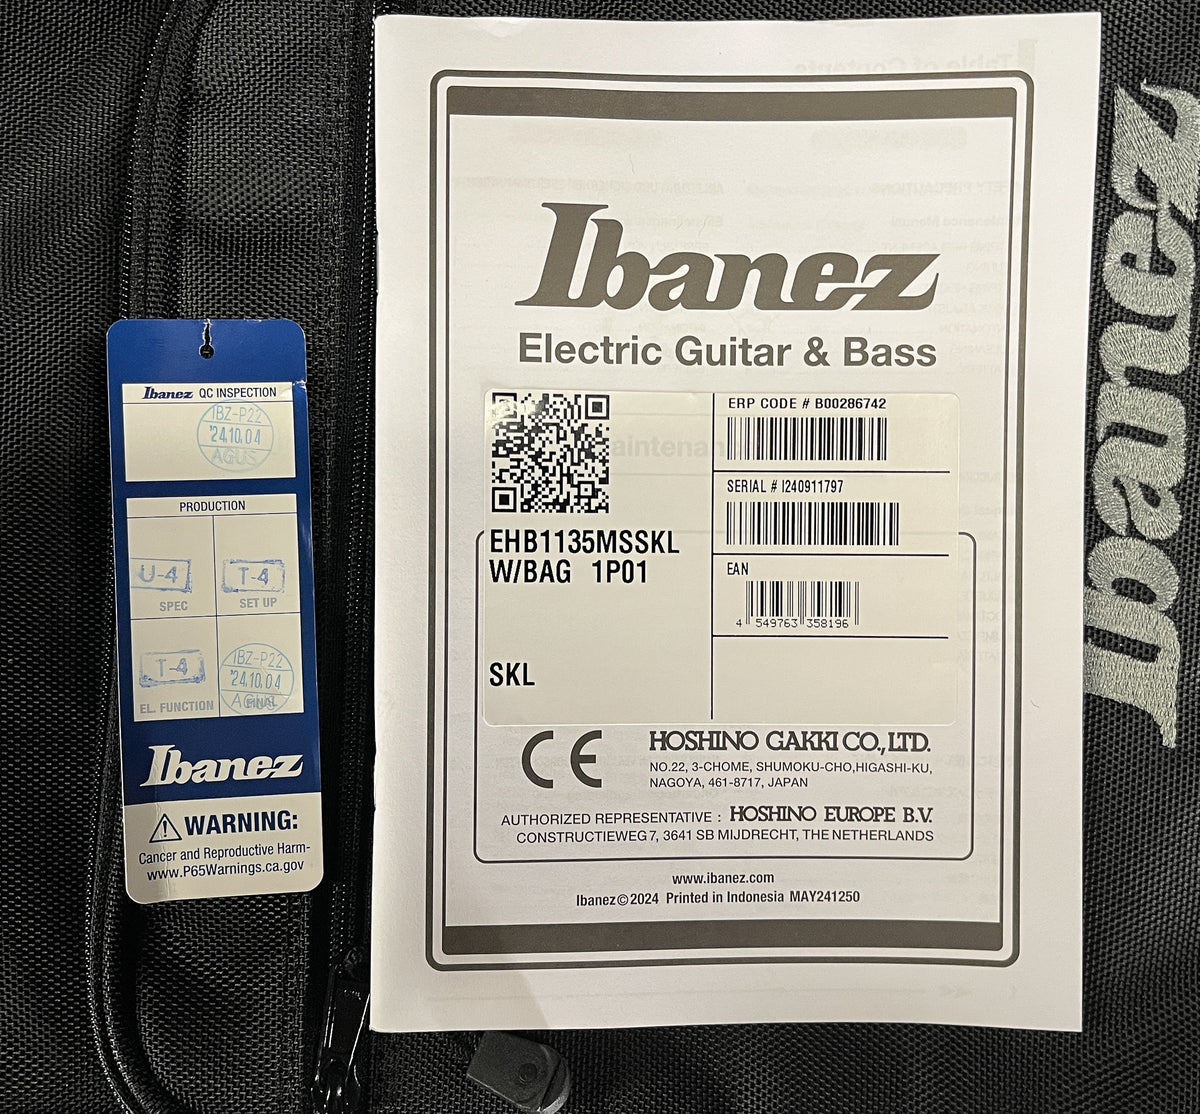 Ibanez QC INSPECTION
IBZ-P22
'24.10.04
AGUS
PRODUCTION
U-4
T-4
SPEC
SET UP
T-4
IBZ-P22
'24.10.04
AGUS
EL. FUNCTION
FINAL
Ibanez
WARNING:
Cancer and Reproductive Harm-
www.P65Warnings.ca.gov
Ibanez
Electric Guitar & Bass
ERP CODE # B00286742
SERIAL # I240911797
EHB1135MSSKL
W/BAG 1P01
EAN
4 549763 358196
SKL
CE
HOSHINO GAKKI CO., LTD.
NO.22, 3-CHOME, SHUMOKU-CHO,HIGASHI-KU,
NAGOYA, 461-8717, JAPAN
AUTHORIZED REPRESENTATIVE : HOSHINO EUROPE B.V.
CONSTRUCTIEWEG 7, 3641 SB MIJDRECHT, THE NETHERLANDS
www.ibanez.com
Ibanez©2024 Printed in Indonesia MAY241250
Ibanez